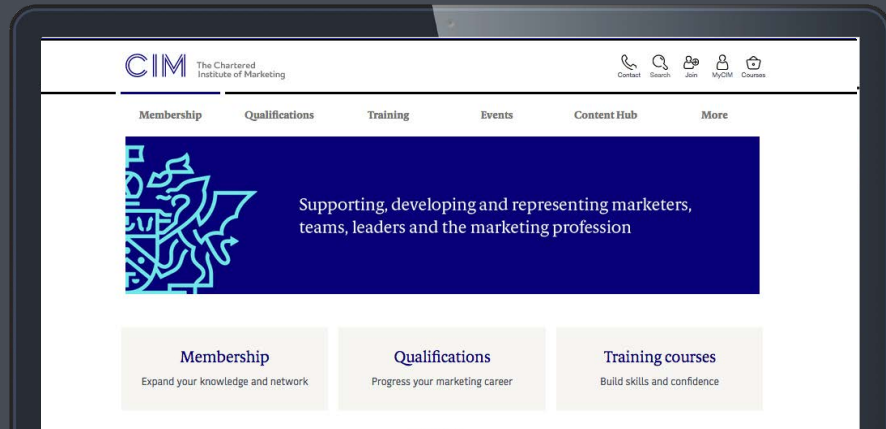 CIM
The Chartered
Institute of Marketing
Contact Search Join MyCIM Courses
Membership Qualifications Training Events Content Hub More
Supporting, developing and representing marketers,
teams, leaders and the marketing profession
Membership
Expand your knowledge and network
Qualifications
Progress your marketing career
Training courses
Build skills and confidence